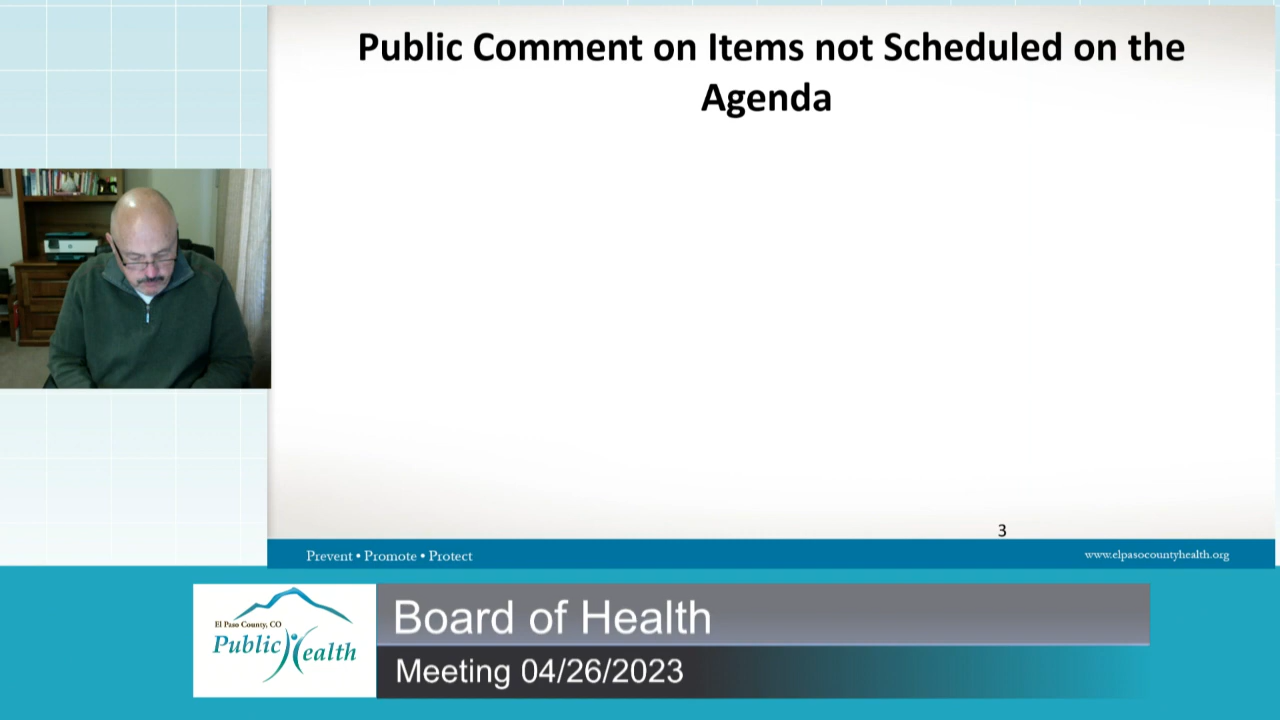 Public Comment on Items not Scheduled on the
Agenda
3
Prevent • Promote • Protect
www.elpasocountyhealth.org
El Paso County, CO
Public Health
Board of Health
Meeting 04/26/2023